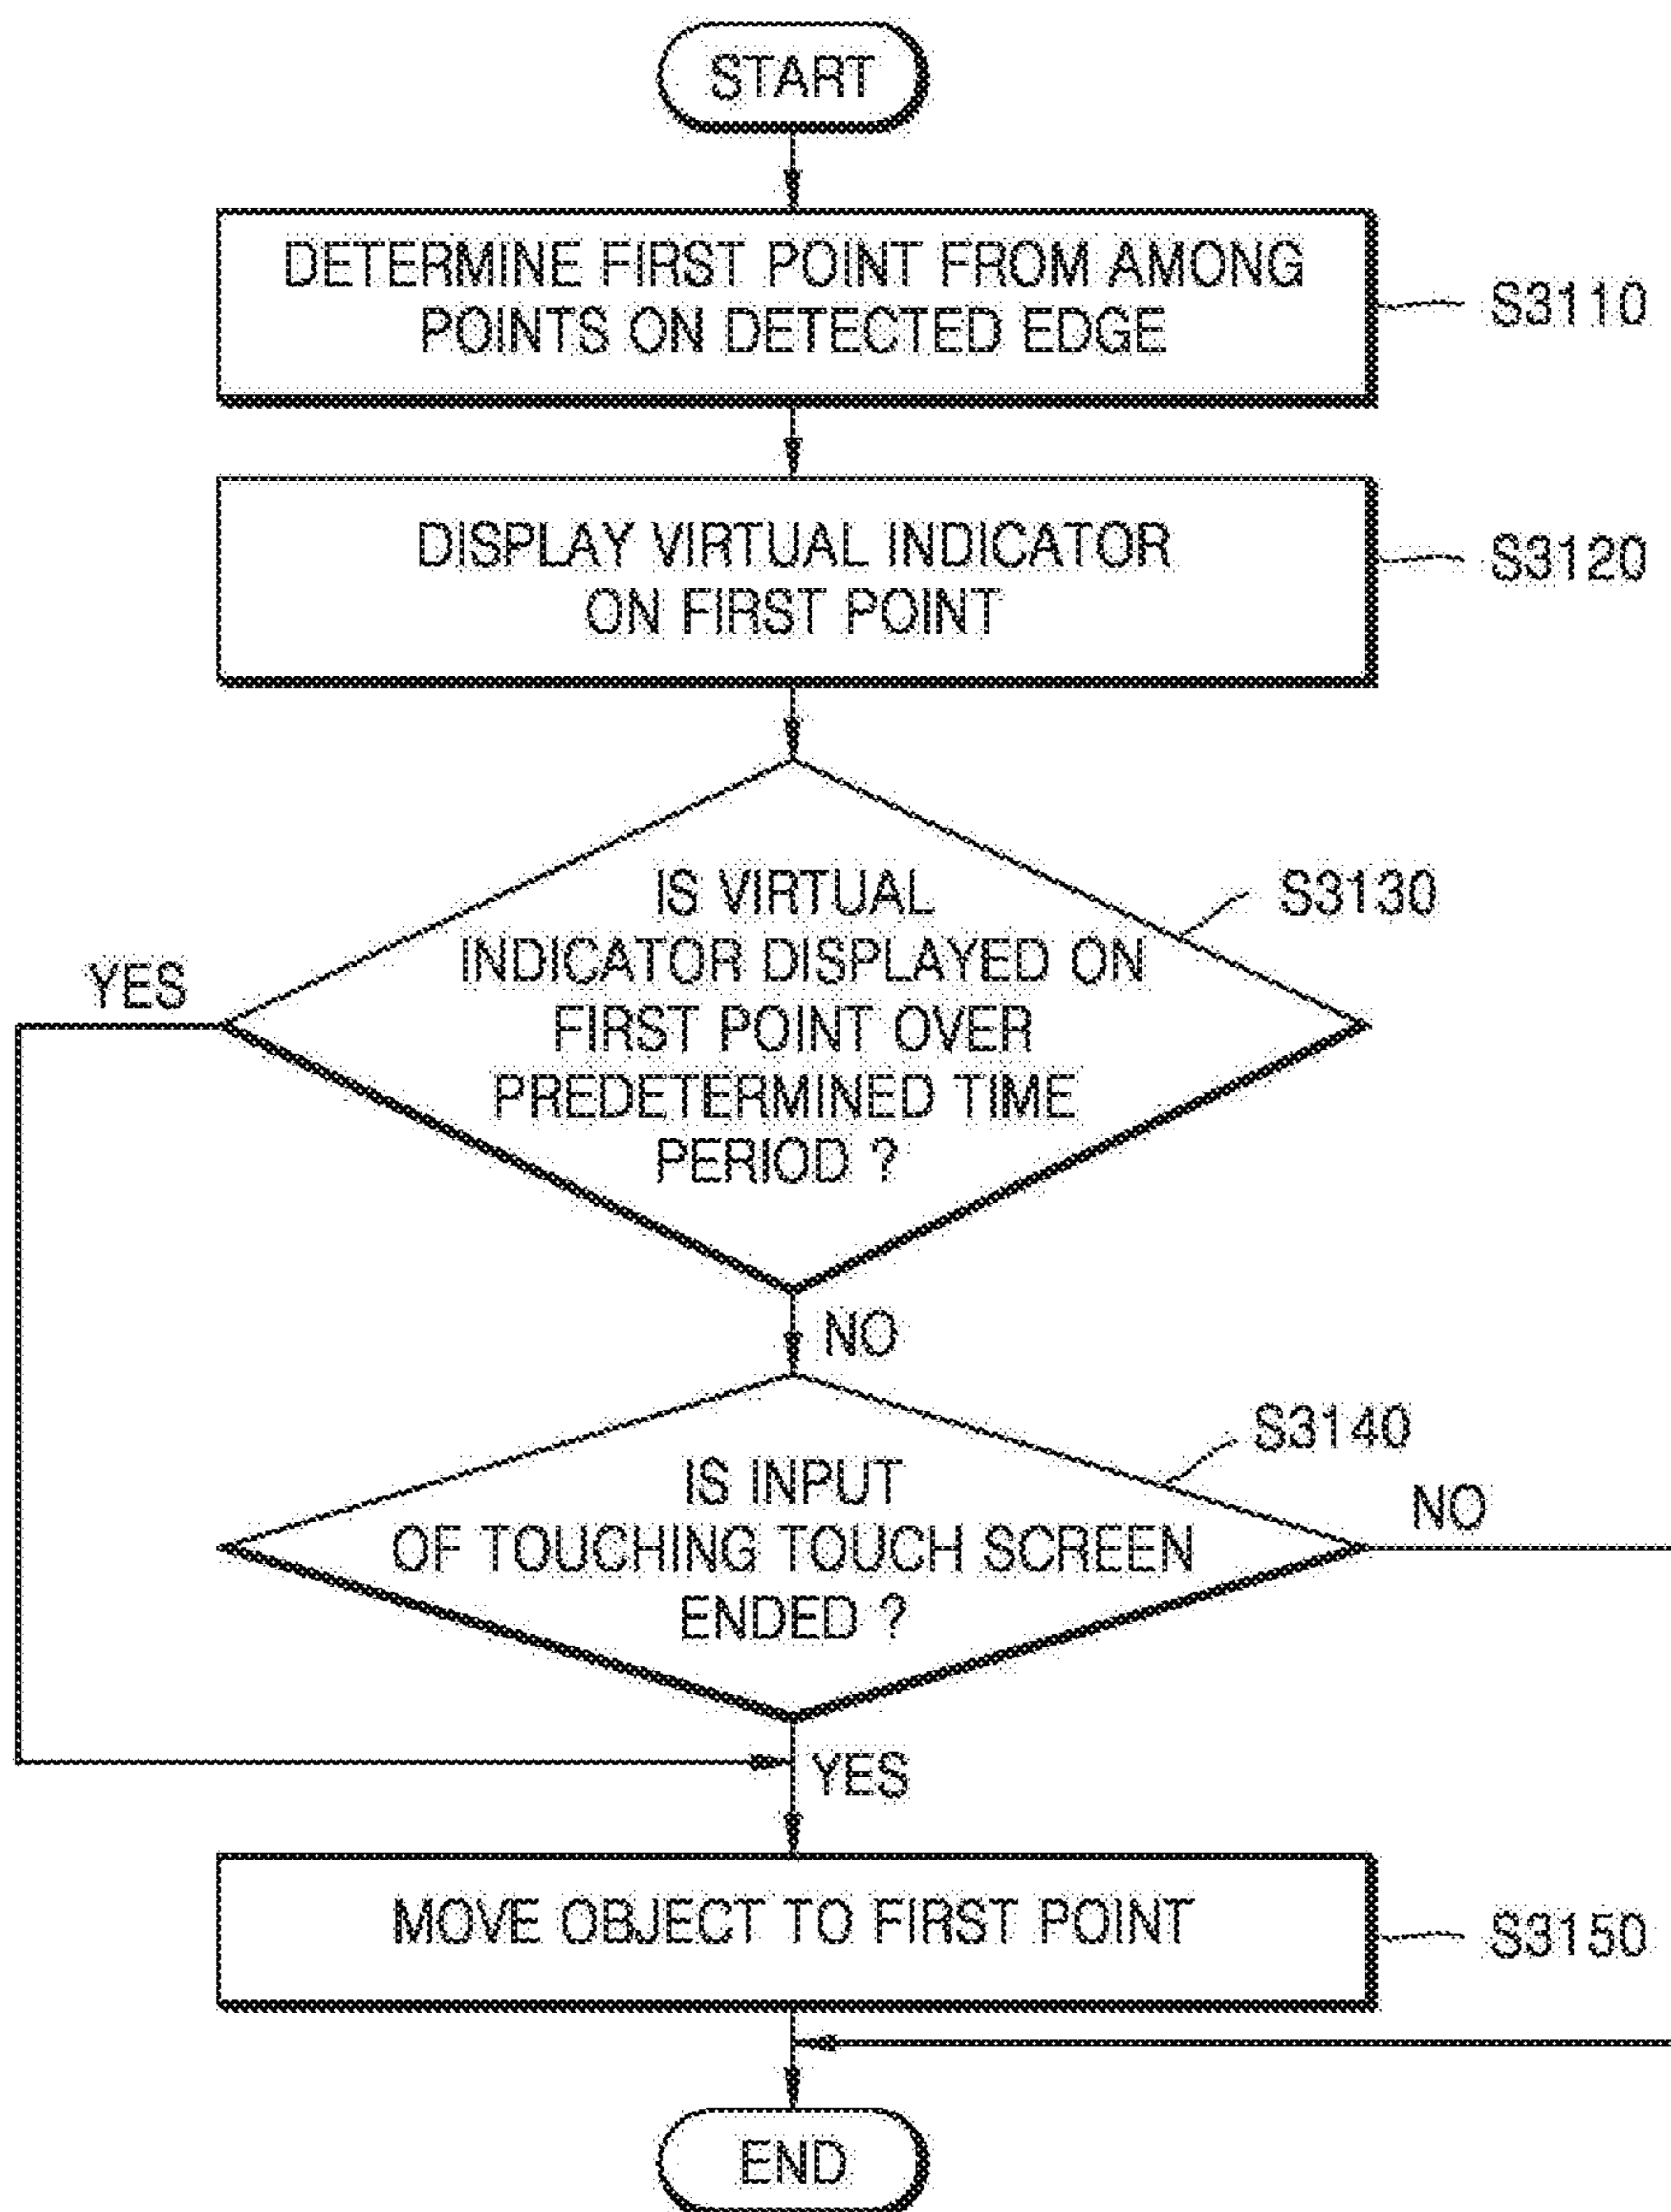 START
DETERMINE FIRST POINT FROM AMONG
POINTS ON DETECTED EDGE
S3110
DISPLAY VIRTUAL INDICATOR
ON FIRST POINT
S3120
IS VIRTUAL
INDICATOR DISPLAYED ON
FIRST POINT OVER
PREDETERMINED TIME
PERIOD ?
S3130
YES
NO
IS INPUT
OF TOUCHING TOUCH SCREEN
ENDED ?
S3140
NO
YES
MOVE OBJECT TO FIRST POINT
S3150
END